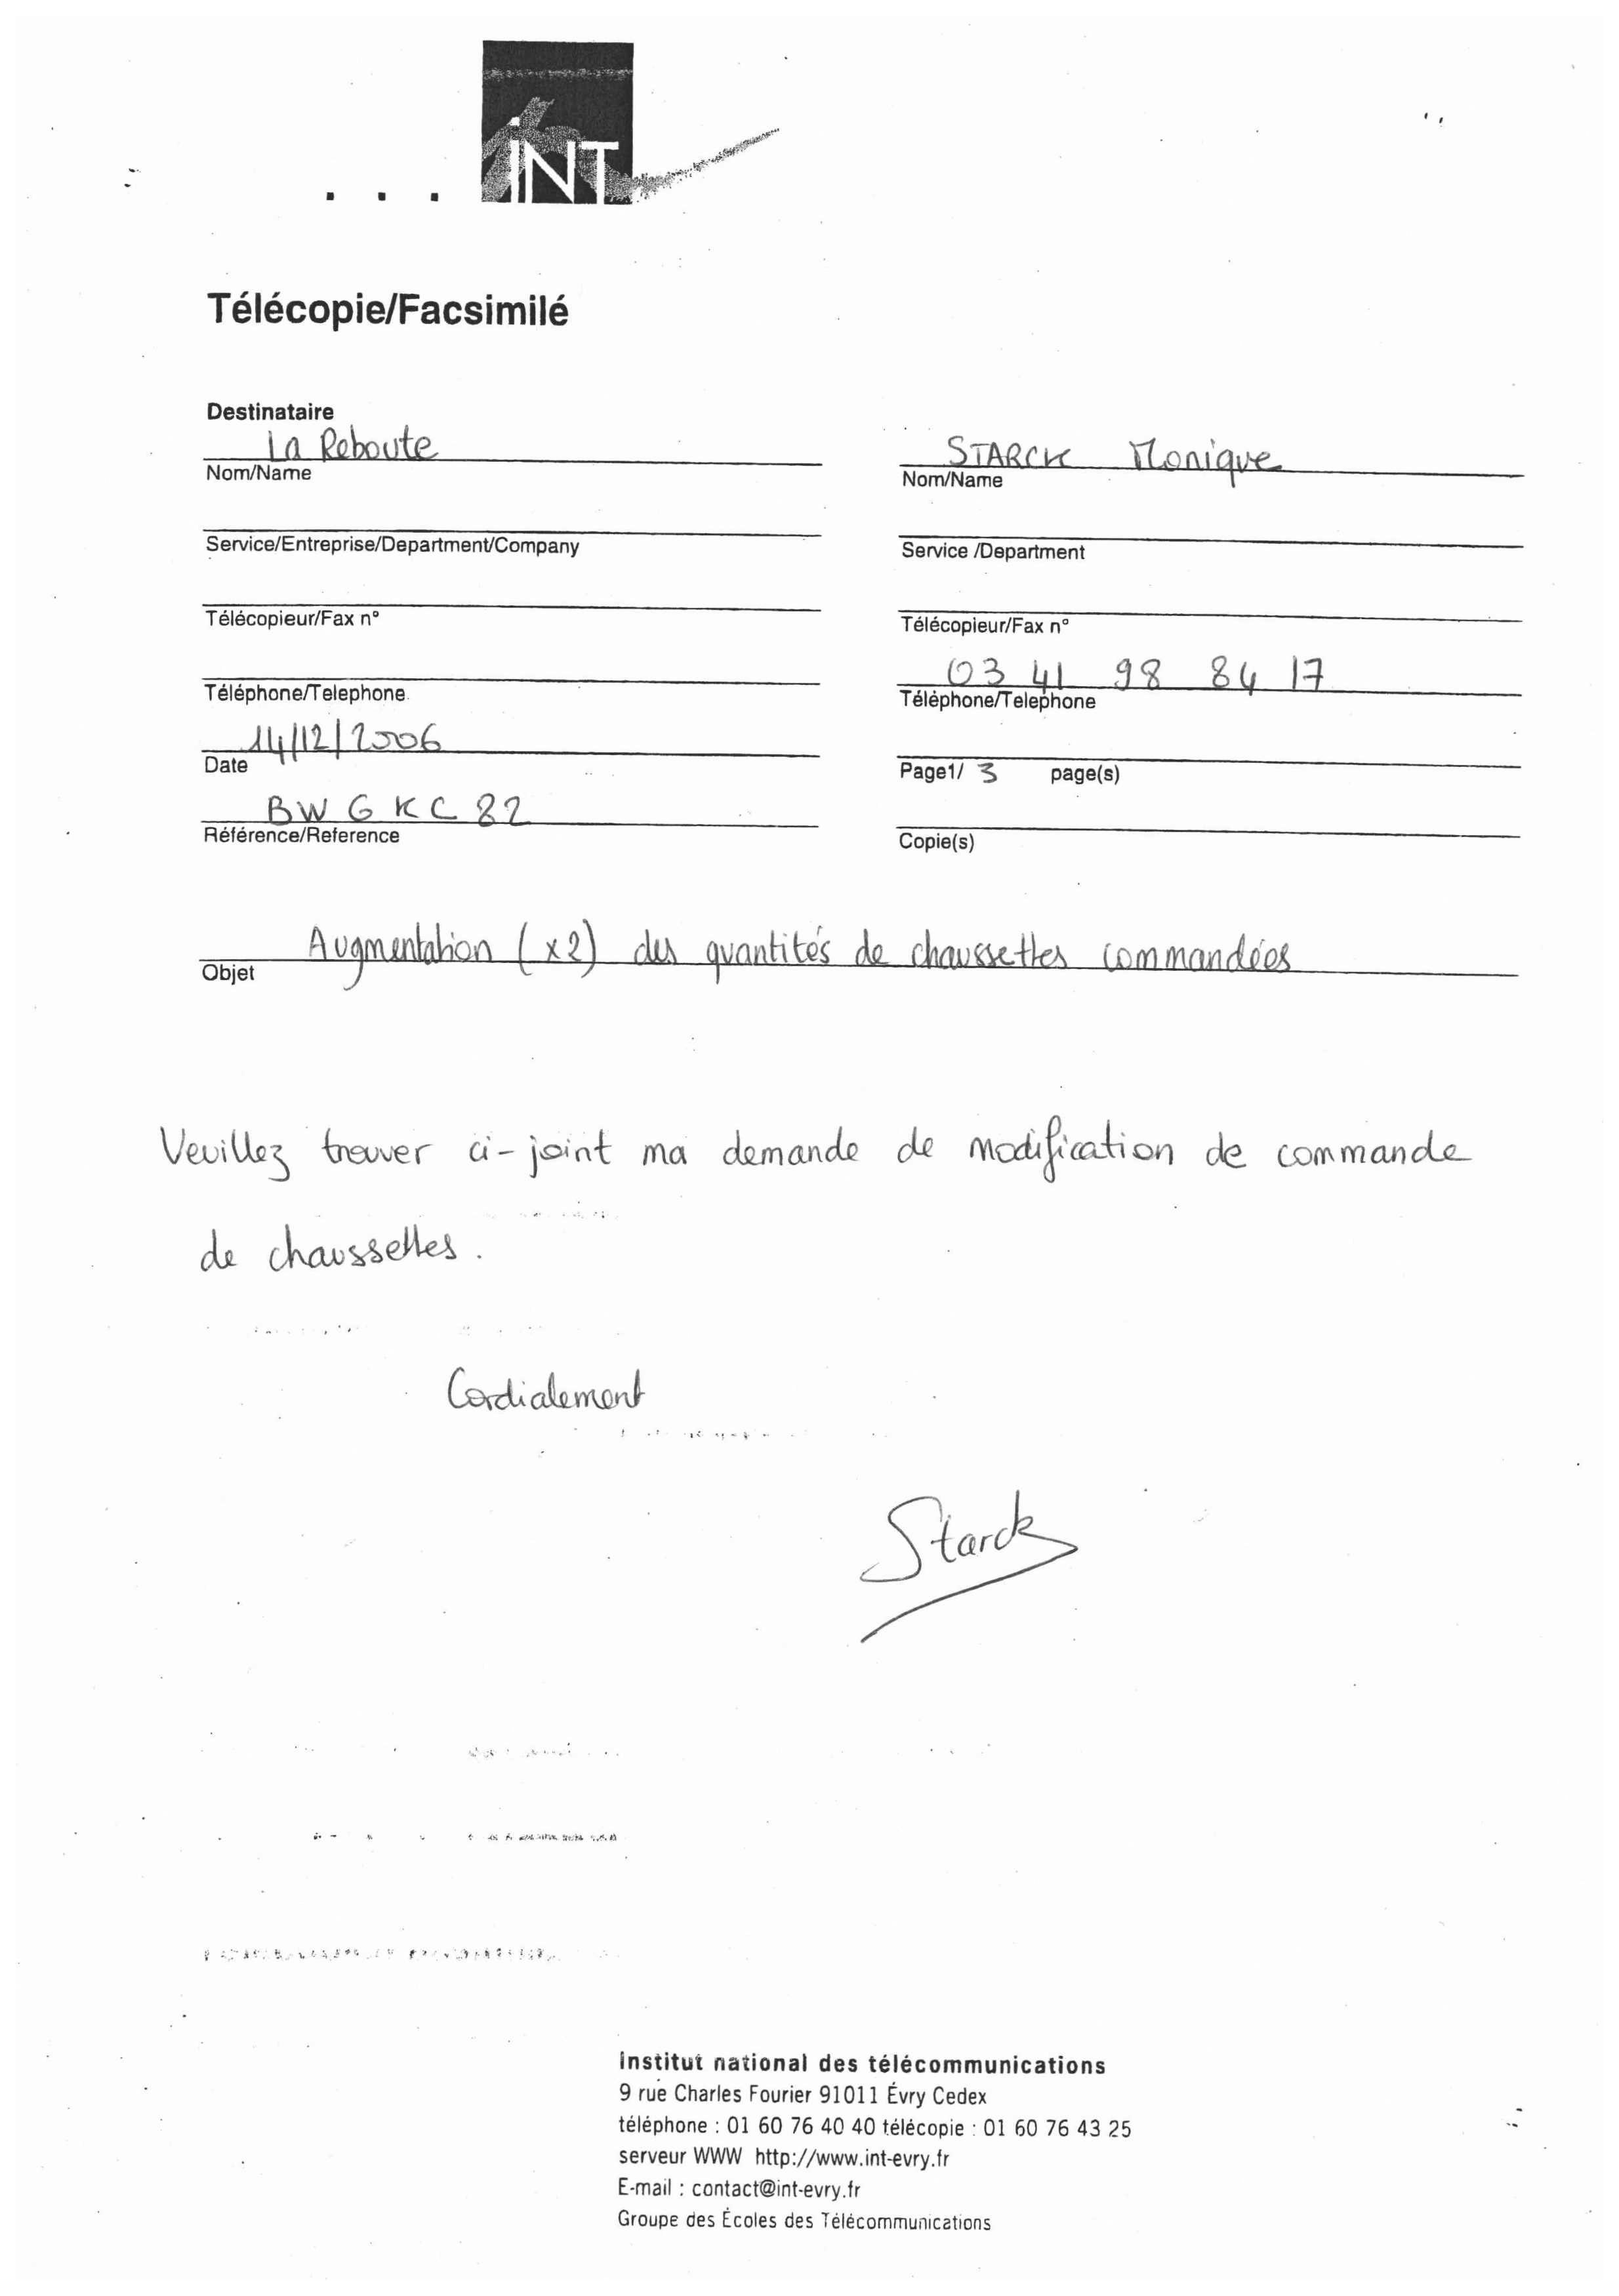 INT
Télécopie/Facsimilé
Destinataire
La Reboute
Nom/Name
Service/Entreprise/Department/Company
Télécopieur/Fax n°
Téléphone/Telephone
14/12/2006
Date
BWGKC82
Référence/Reference
STARCK Monique
Nom/Name
Service /Department
Télécopieur/Fax n°
03 41 98 84 17
Téléphone/Telephone
Page1/ 3 page(s)
Copie(s)
Augmentation (x2) des quantités de chaussettes commandées
Objet
Veuillez trouver ci-joint ma demande de modification de commande
de chaussettes.
Cordialement
Starck
institut national des télécommunications
9 rue Charles Fourier 91011 Évry Cedex
téléphone : 01 60 76 40 40 télécopie : 01 60 76 43 25
serveur WWW http://www.int-evry.fr
E-mail : contact@int-evry.fr
Groupe des Écoles des Télécommunications